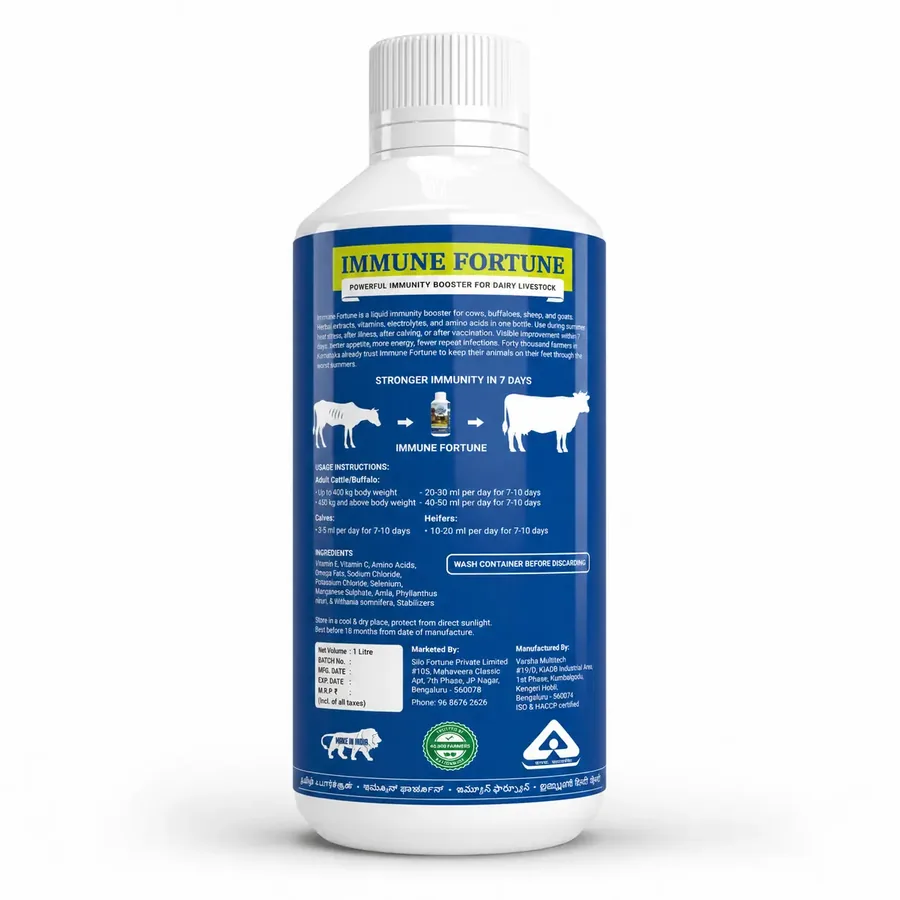 IMMUNE FORTUNE
POWERFUL IMMUNITY BOOSTER FOR DAIRY LIVESTOCK
Immune Fortune is a liquid immunity booster for cows, buffaloes, sheep, and goats.
Herbal extracts, vitamins, electrolytes, and amino acids in one bottle. Use during summer
heat stress, after illness, after calving, or after vaccination. Visible improvement within 7
days. Better appetite, more energy, fewer repeat infections. Forty thousand farmers in
Karnataka already trust Immune Fortune to keep their animals on their feet through the
worst summers.
STRONGER IMMUNITY IN 7 DAYS
IMMUNE FORTUNE
USAGE INSTRUCTIONS:
Adult Cattle/Buffalo:
• Up to 400 kg body weight - 20-30 ml per day for 7-10 days
• 450 kg and above body weight - 40-50 ml per day for 7-10 days
Calves:
• 3-5 ml per day for 7-10 days
Heifers:
• 10-20 ml per day for 7-10 days
INGREDIENTS
Vitamin E, Vitamin C, Amino Acids,
Omega Fats, Sodium Chloride,
Potassium Chloride, Selenium,
Manganese Sulphate, Amla, Phyllanthus
niruri, & Withania somnifera, Stabilizers
WASH CONTAINER BEFORE DISCARDING
Store in a cool & dry place, protect from direct sunlight.
Best before 18 months from date of manufacture.
Net Volume : 1 Litre
BATCH No. :
MFG. DATE :
EXP. DATE :
M.R.P ₹ :
(Incl. of all taxes)
Marketed By:
Silo Fortune Private Limited
#105, Mahaveera Classic
Apt, 7th Phase, JP Nagar,
Bengaluru - 560078
Phone: 96 8676 2626
Manufactured By:
Varsha Multitech
#19/D, KIADB Industrial Area,
1st Phase, Kumbalgodu,
Kengeri Hobli,
Bengaluru - 560074
ISO & HACCP certified
MAKE IN INDIA
TRUSTED BY
40,000 FARMERS